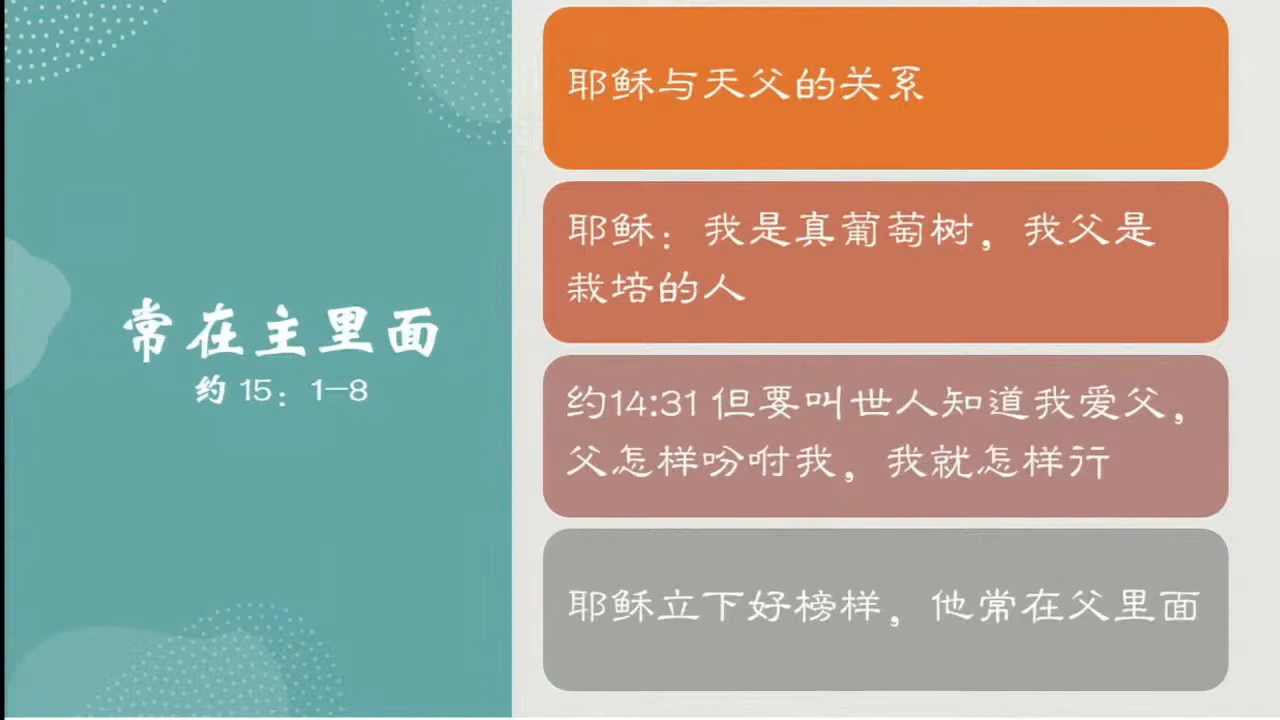 常在主里面
约 15：1-8
耶稣与天父的关系
耶稣：我是真葡萄树，我父是
栽培的人
约14:31 但要叫世人知道我爱父，
父怎样吩咐我，我就怎样行
耶稣立下好榜样，他常在父里面